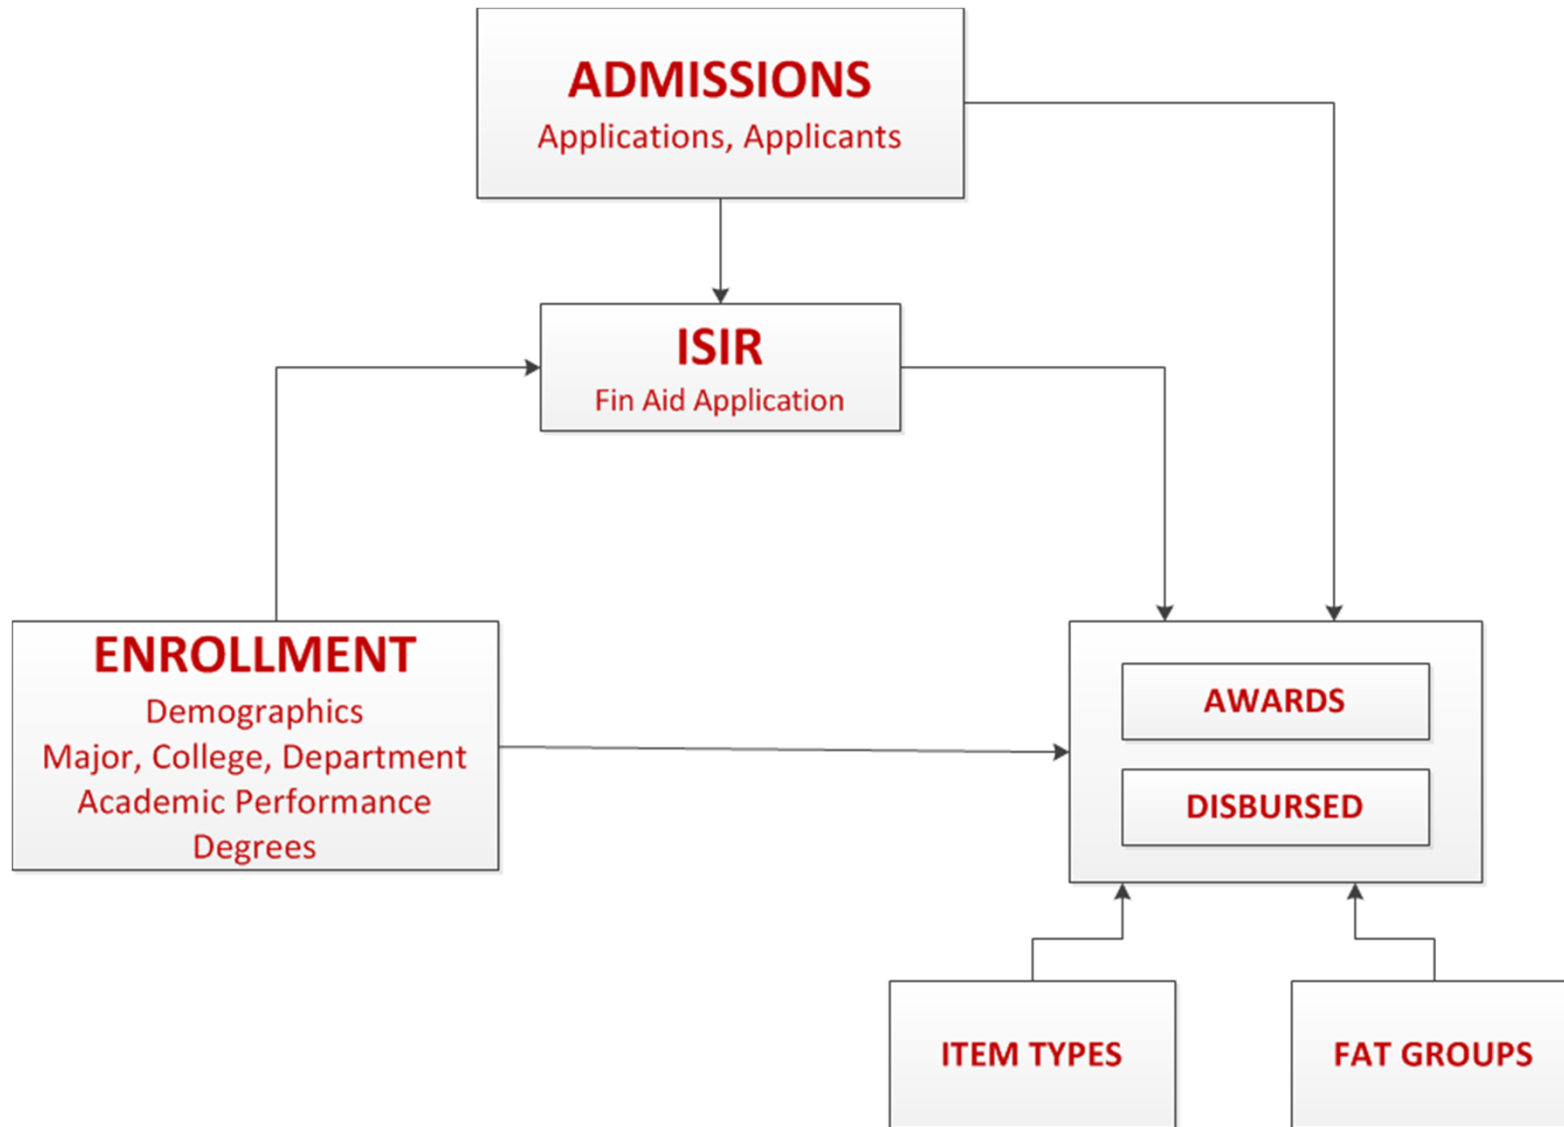 ADMISSIONS
Applications, Applicants
ISIR
Fin Aid Application
ENROLLMENT
Demographics
Major, College, Department
Academic Performance
Degrees
AWARDS
DISBURSED
ITEM TYPES
FAT GROUPS